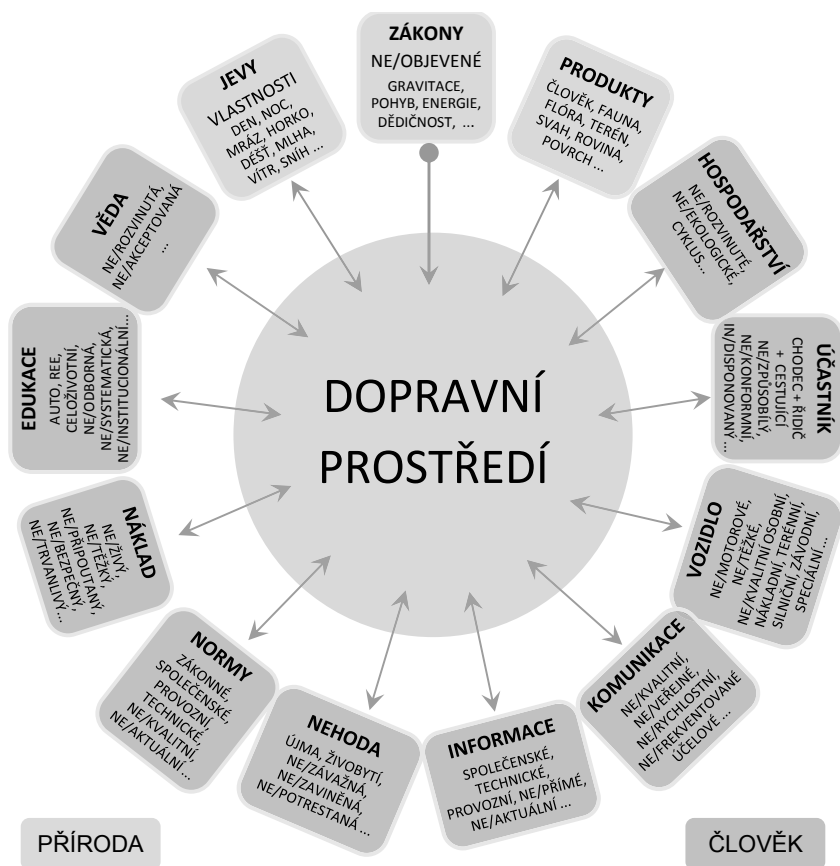 ZÁKONY
NE/OBJEVENÉ
GRAVITACE,
POHYB, ENERGIE,
DĚDIČNOST, ...
PRODUKTY
ČLOVĚK, FAUNA,
FLÓRA, TERÉN,
SVAH, ROVINA,
POVRCH ...
HOSPODAŘSTVÍ
NE/ROZVINUTÉ,
NE/EKOLOGICKÉ,
CYKLUS...
ÚČASTNÍK
CHODEC + ŘIDIČ
+ CESTUJÍCÍ
NE/ZPŮSOBILÝ,
NE/KONFORMNÍ,
IN/DISPONOVANÝ...
VOZIDLO
NE/MOTOROVÉ,
NE/TĚŽKÉ,
NE/KVALITNÍ OSOBNÍ,
NÁKLADNÍ, TERÉNNÍ,
SILNIČNÍ, ZÁVODNÍ,
SPECIÁLNÍ ...
KOMUNIKACE
NE/KVALITNÍ,
NE/VEŘEJNÉ,
NE/RYCHLOSTNÍ,
NE/FREKVENTOVANÉ
ÚČELOVÉ ...
INFORMACE
SPOLEČENSKÉ,
TECHNICKÉ,
PROVOZNÍ, NE/PŘÍMÉ,
NE/AKTUÁLNÍ ...
NEHODA
ÚJMA, ŽIVOBYTÍ,
NE/ZÁVAŽNÁ,
NE/ZAVINĚNÁ,
NE/POTRESTANÁ ...
NORMY
ZÁKONNÉ,
SPOLEČENSKÉ,
PROVOZNÍ,
TECHNICKÉ,
NE/KVALITNÍ,
NE/AKTUÁLNÍ...
NÁKLAD
NE/ŽIVÝ,
NE/TĚŽKÝ,
NE/PŘIPOUTANÝ,
NE/BEZPEČNÝ,
NE/TRVANLIVÝ...
EDUKACE
AUTO, REE,
CELOŽIVOTNÍ,
NE/ODBORNÁ,
NE/SYSTEMATICKÁ,
NE/INSTITUCIONÁLNÍ...
VĚDA
NE/ROZVINUTÁ,
NE/AKCEPTOVANÁ
...
JEVY
VLASTNOSTI
DEN, NOC,
MRÁZ, HORKO,
DÉŠŤ, MLHA,
VÍTR, SNÍH ...
DOPRAVNÍ
PROSTŘEDÍ
PŘÍRODA
ČLOVĚK